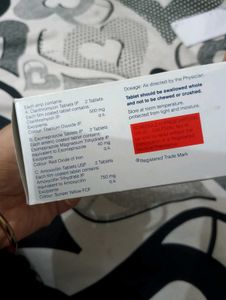 Each strip contains:
A. Clarithromycin Tablets IP 2 Tablets
Each film coated tablet contains:
Clarithromycin IP 500 mg
Excipients q.s.
Colour: Titanium Dioxide IP
B. Esomeprazole Tablets IP 2 Tablets
Each enteric coated tablet contains:
Esomeprazole Magnesium Trihydrate IP
equivalent to Esomeprazole 40 mg
Excipients q.s.
Colour: Red Oxide of Iron
C. Amoxicillin Tablets USP 2 Tablets
Each film coated tablet contains:
Amoxicillin Trihydrate IP
equivalent to Amoxicillin 750 mg
Excipients q.s.
Colour: Sunset Yellow FCF
Dosage: As directed by the Physician.
Tablet should be swallowed whole
and not to be chewed or crushed.
Store at room temperature,
protected from light and moisture.
® Registered Trade Mark